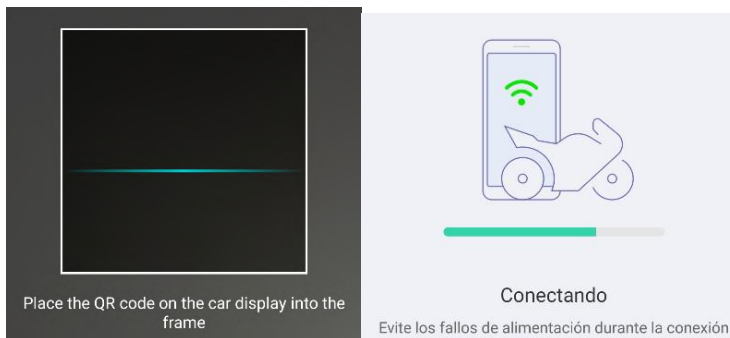 Place the QR code on the car display into the
frame
Conectando
Evite los fallos de alimentación durante la conexión